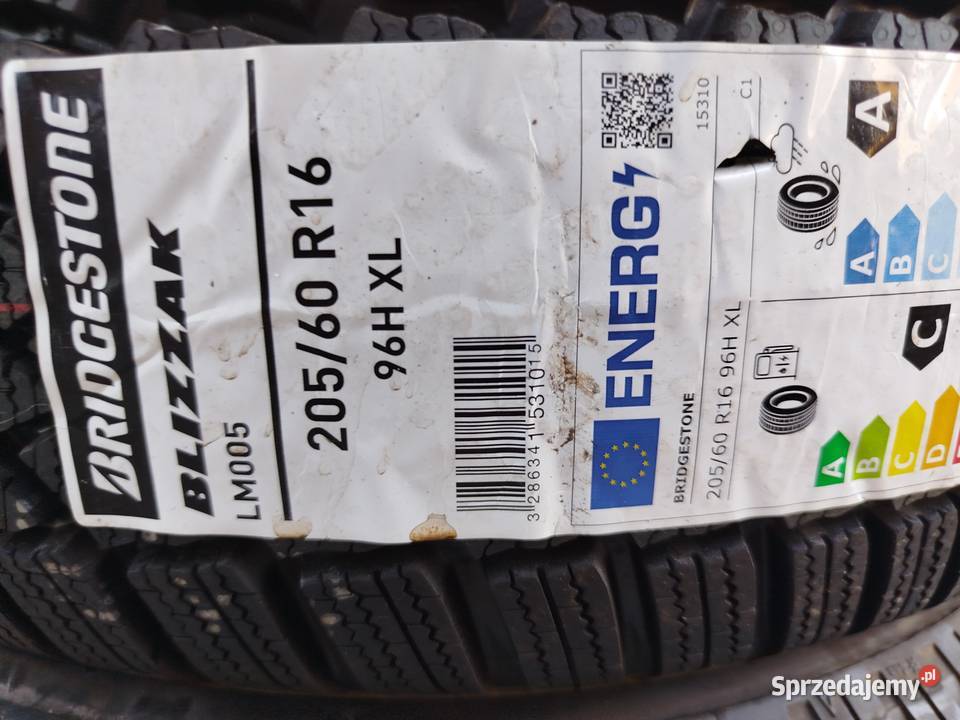 BRIDGESTONE
BLIZZAK
LM005
205/60 R16
96H XL
3 286341 531015
ENERG
15310
C1
BRIDGESTONE
205/60 R16 96H XL
A
A
B
C
C
A
B
C
D
Sprzedajemy.pl